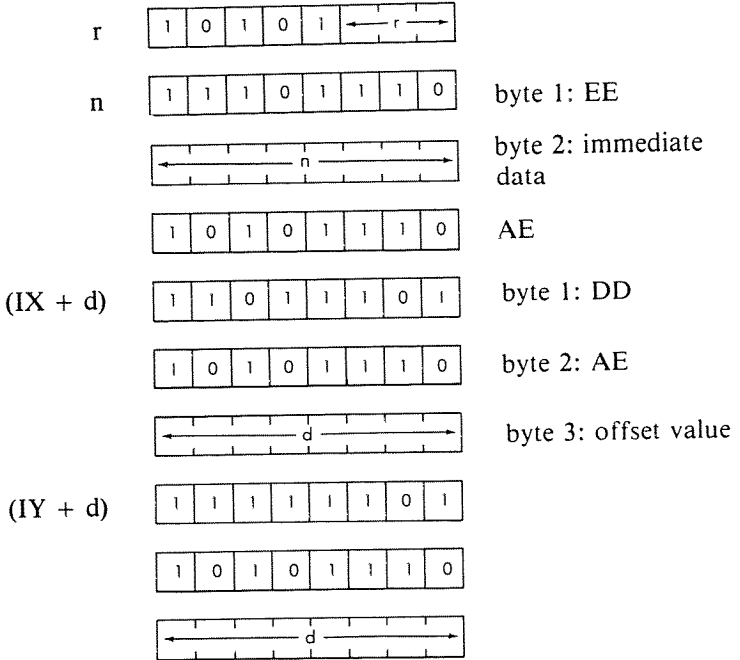 r 1 0 1 0 1 r
n 1 1 1 0 1 1 1 0 byte 1: EE
n byte 2: immediate
data
1 0 1 0 1 1 1 0 AE
(IX + d) 1 1 0 1 1 1 0 1 byte 1: DD
1 0 1 0 1 1 1 0 byte 2: AE
d byte 3: offset value
(IY + d) 1 1 1 1 1 1 0 1
1 0 1 0 1 1 1 0
d